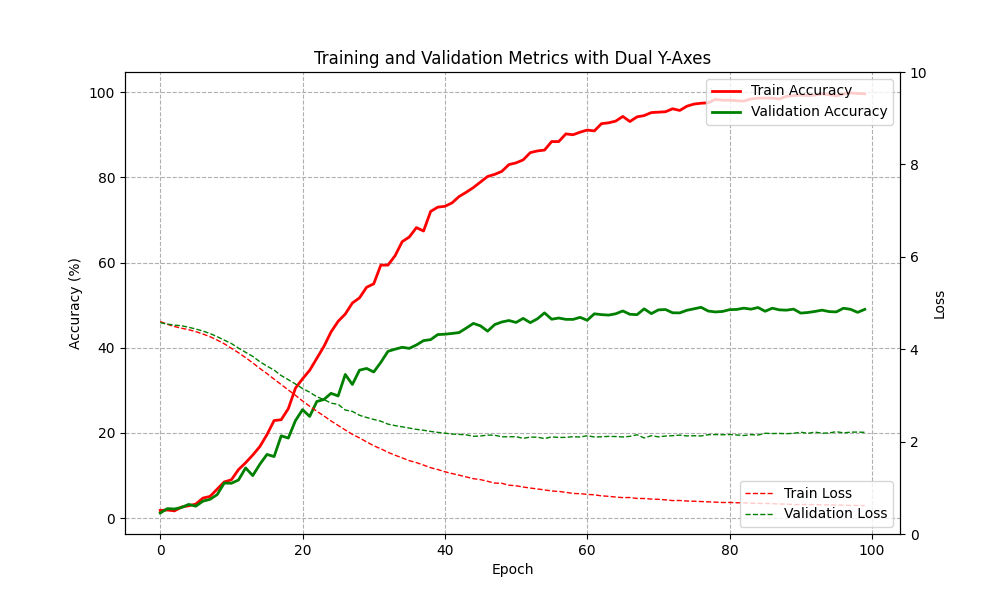 Training and Validation Metrics with Dual Y-Axes
Train Accuracy
Validation Accuracy
100
80
60
40
20
0
Accuracy (%)
10
8
6
4
2
0
Loss
Train Loss
Validation Loss
0
20
40
60
80
100
Epoch